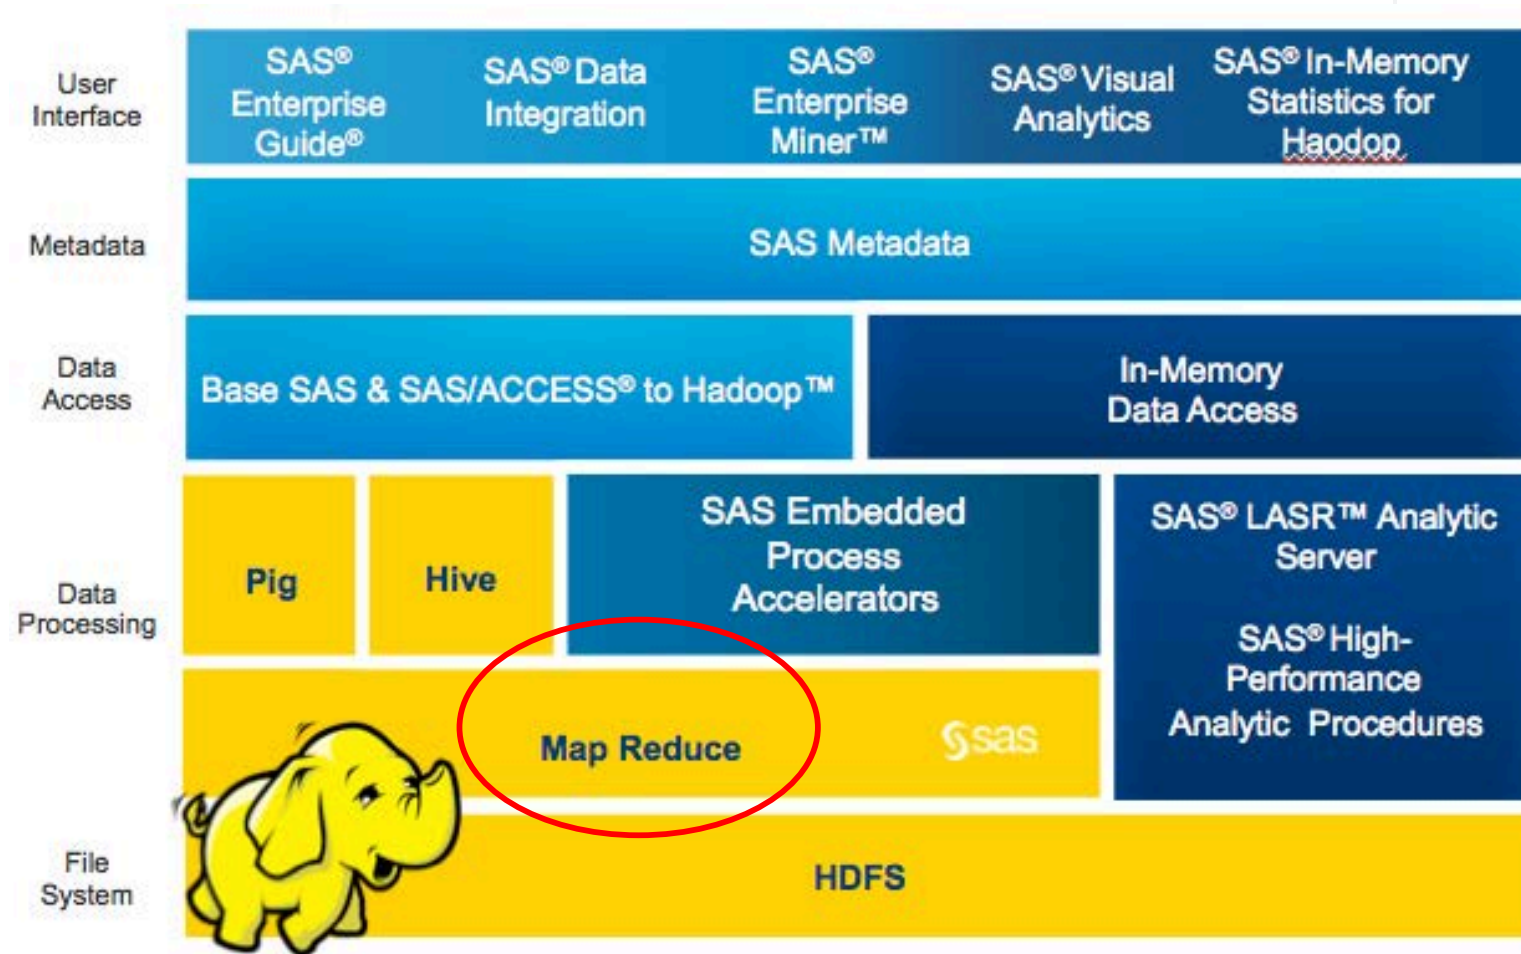 User
Interface
SAS® Enterprise Guide®
SAS® Data Integration
SAS® Enterprise Miner™
SAS® Visual Analytics
SAS® In-Memory Statistics for Haodop
Metadata
SAS Metadata
Data
Access
Base SAS & SAS/ACCESS® to Hadoop™
In-Memory
Data Access
Data
Processing
Pig
Hive
SAS Embedded
Process
Accelerators
SAS® LASR™ Analytic
Server
SAS® High-
Performance
Analytic Procedures
Map Reduce
sas
File
System
HDFS